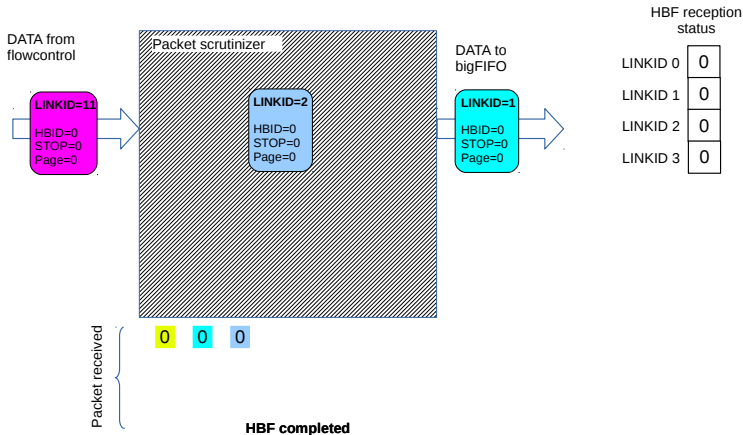 HBF reception
status
DATA from
flowcontrol
Packet scrutinizer
DATA to
bigFIFO
LINKID 0 0
LINKID 1 0
LINKID 2 0
LINKID 3 0
LINKID=11
HBID=0
STOP=0
Page=0
LINKID=2
HBID=0
STOP=0
Page=0
LINKID=1
HBID=0
STOP=0
Page=0
Packet received
0 0 0
HBF completed